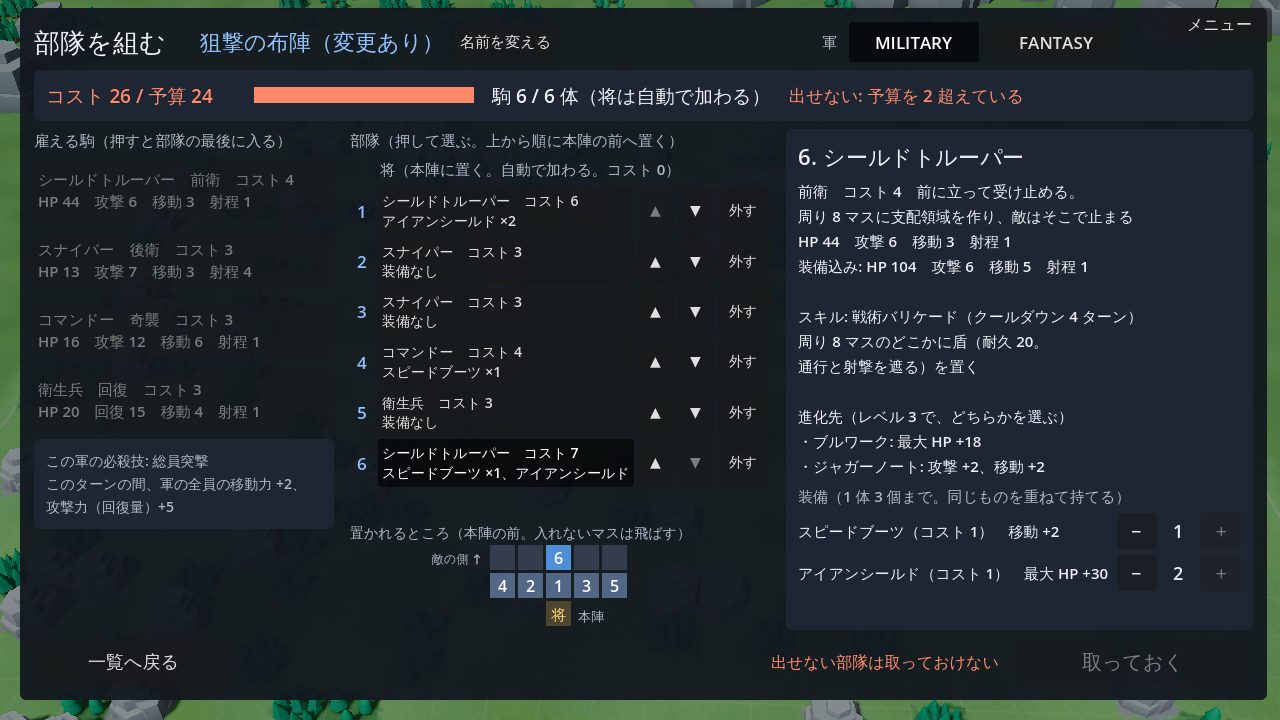 メニュー
部隊を組む 狙撃の布陣（変更あり） 名前を変える 軍 MILITARY FANTASY
コスト 26 / 予算 24 駒 6 / 6 体（将は自動で加わる） 出せない: 予算を 2 超えている
雇える駒（押すと部隊の最後に入る）
シールドトルーパー　前衛　コスト 4
HP 44　攻撃 6　移動 3　射程 1
スナイパー　後衛　コスト 3
HP 13　攻撃 7　移動 3　射程 4
コマンドー　奇襲　コスト 3
HP 16　攻撃 12　移動 6　射程 1
衛生兵　回復　コスト 3
HP 20　回復 15　移動 4　射程 1
この軍の必殺技: 総員突撃
このターンの間、軍の全員の移動力 +2、
攻撃力（回復量）+5
部隊（押して選ぶ。上から順に本陣の前へ置く）
将（本陣に置く。自動で加わる。コスト 0）
1 シールドトルーパー　コスト 6 ▲ ▼ 外す
アイアンシールド ×2
2 スナイパー　コスト 3 ▲ ▼ 外す
装備なし
3 スナイパー　コスト 3 ▲ ▼ 外す
装備なし
4 コマンドー　コスト 4 ▲ ▼ 外す
スピードブーツ ×1
5 衛生兵　コスト 3 ▲ ▼ 外す
装備なし
6 シールドトルーパー　コスト 7 ▲ ▼ 外す
スピードブーツ ×1、アイアンシールド
置かれるところ（本陣の前。入れないマスは飛ばす）
敵の側 ↑ 6
4 2 1 3 5
将 本陣
6. シールドトルーパー
前衛　コスト 4　前に立って受け止める。
周り 8 マスに支配領域を作り、敵はそこで止まる
HP 44　攻撃 6　移動 3　射程 1
装備込み: HP 104　攻撃 6　移動 5　射程 1
スキル: 戦術バリケード（クールダウン 4 ターン）
周り 8 マスのどこかに盾（耐久 20。
通行と射撃を遮る）を置く
進化先（レベル 3 で、どちらかを選ぶ）
・ブルワーク: 最大 HP +18
・ジャガーノート: 攻撃 +2、移動 +2
装備（1 体 3 個まで。同じものを重ねて持てる）
スピードブーツ（コスト 1）　移動 +2 − 1 +
アイアンシールド（コスト 1）　最大 HP +30 − 2 +
一覧へ戻る 出せない部隊は取っておけない 取っておく